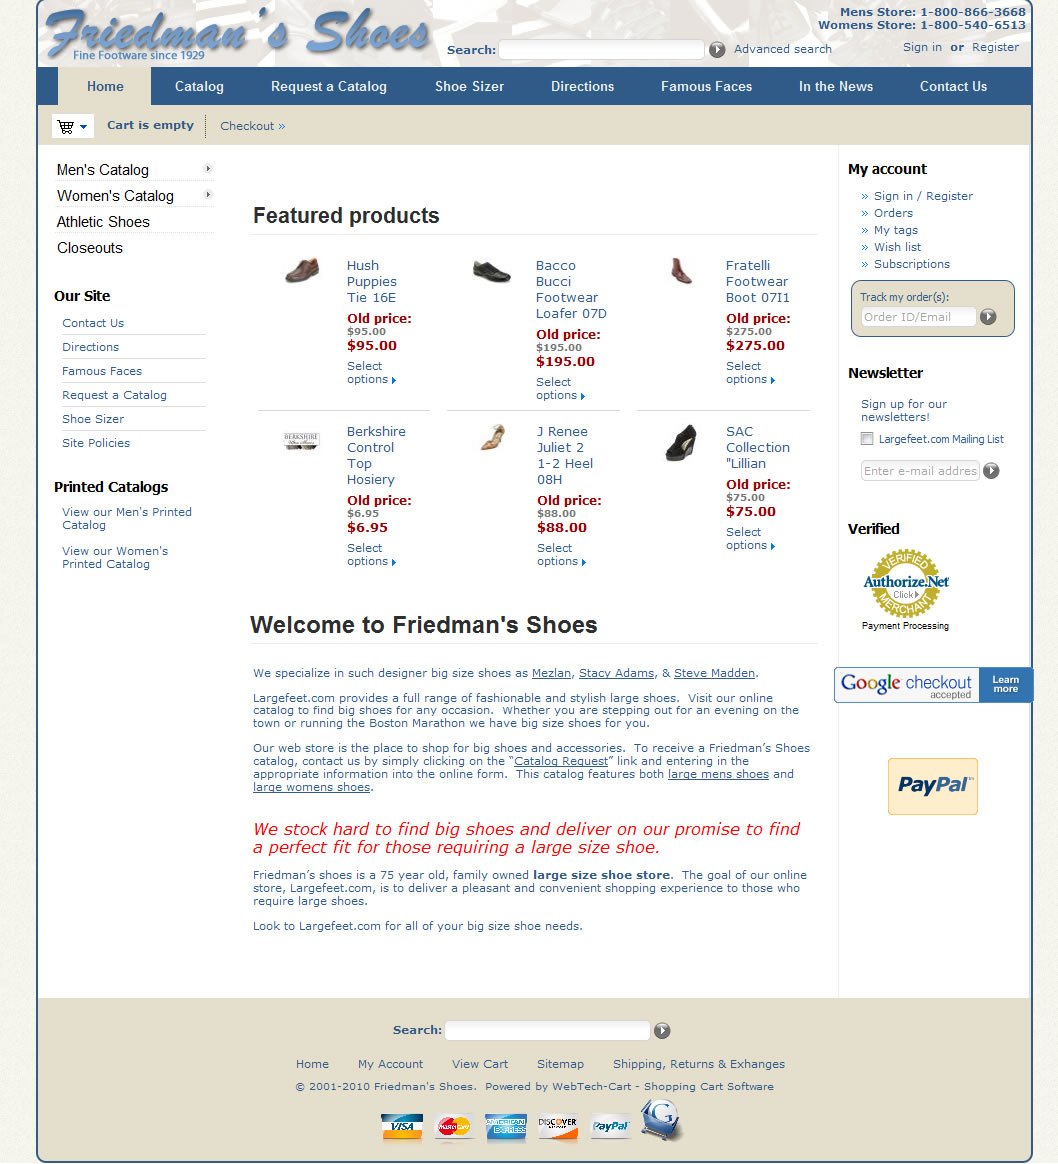 Friedman's Shoes
Fine Footware since 1929
Mens Store: 1-800-866-3668
Womens Store: 1-800-540-6513
Search:
Advanced search
Sign in or Register
Home Catalog Request a Catalog Shoe Sizer Directions Famous Faces In the News Contact Us
Cart is empty
Checkout »
Men's Catalog
Women's Catalog
Athletic Shoes
Closeouts
Our Site
Contact Us
Directions
Famous Faces
Request a Catalog
Shoe Sizer
Site Policies
Printed Catalogs
View our Men's Printed
Catalog
View our Women's
Printed Catalog
Featured products
Hush
Puppies
Tie 16E
Old price:
$95.00
$95.00
Select
options
Bacco
Bucci
Footwear
Loafer 07D
Old price:
$195.00
$195.00
Select
options
Fratelli
Footwear
Boot 07I1
Old price:
$275.00
$275.00
Select
options
BERKSHIRE
Berkshire
Control
Top
Hosiery
Old price:
$6.95
$6.95
Select
options
J Renee
Juliet 2
1-2 Heel
08H
Old price:
$88.00
$88.00
Select
options
SAC
Collection
"Lillian
Old price:
$75.00
$75.00
Select
options
Welcome to Friedman's Shoes
We specialize in such designer big size shoes as Mezlan, Stacy Adams, & Steve Madden.
Largefeet.com provides a full range of fashionable and stylish large shoes. Visit our online
catalog to find big shoes for any occasion. Whether you are stepping out for an evening on the
town or running the Boston Marathon we have big size shoes for you.
Our web store is the place to shop for big shoes and accessories. To receive a Friedman's Shoes
catalog, contact us by simply clicking on the “Catalog Request” link and entering in the
appropriate information into the online form. This catalog features both large mens shoes and
large womens shoes.
We stock hard to find big shoes and deliver on our promise to find
a perfect fit for those requiring a large size shoe.
Friedman's shoes is a 75 year old, family owned large size shoe store. The goal of our online
store, Largefeet.com, is to deliver a pleasant and convenient shopping experience to those who
require large shoes.
Look to Largefeet.com for all of your big size shoe needs.
My account
» Sign in / Register
» Orders
» My tags
» Wish list
» Subscriptions
Track my order(s):
Order ID/Email
Newsletter
Sign up for our
newsletters!
Largefeet.com Mailing List
Enter e-mail addres
Verified
VERIFIED
Authorize.Net
Click
MERCHANT
Payment Processing
Google checkout
accepted
Learn
more
PayPal
Search:
Home My Account View Cart Sitemap Shipping, Returns & Exhanges
© 2001-2010 Friedman's Shoes. Powered by WebTech-Cart - Shopping Cart Software
VISA MasterCard AMERICAN EXPRESS DISCOVER PayPal G